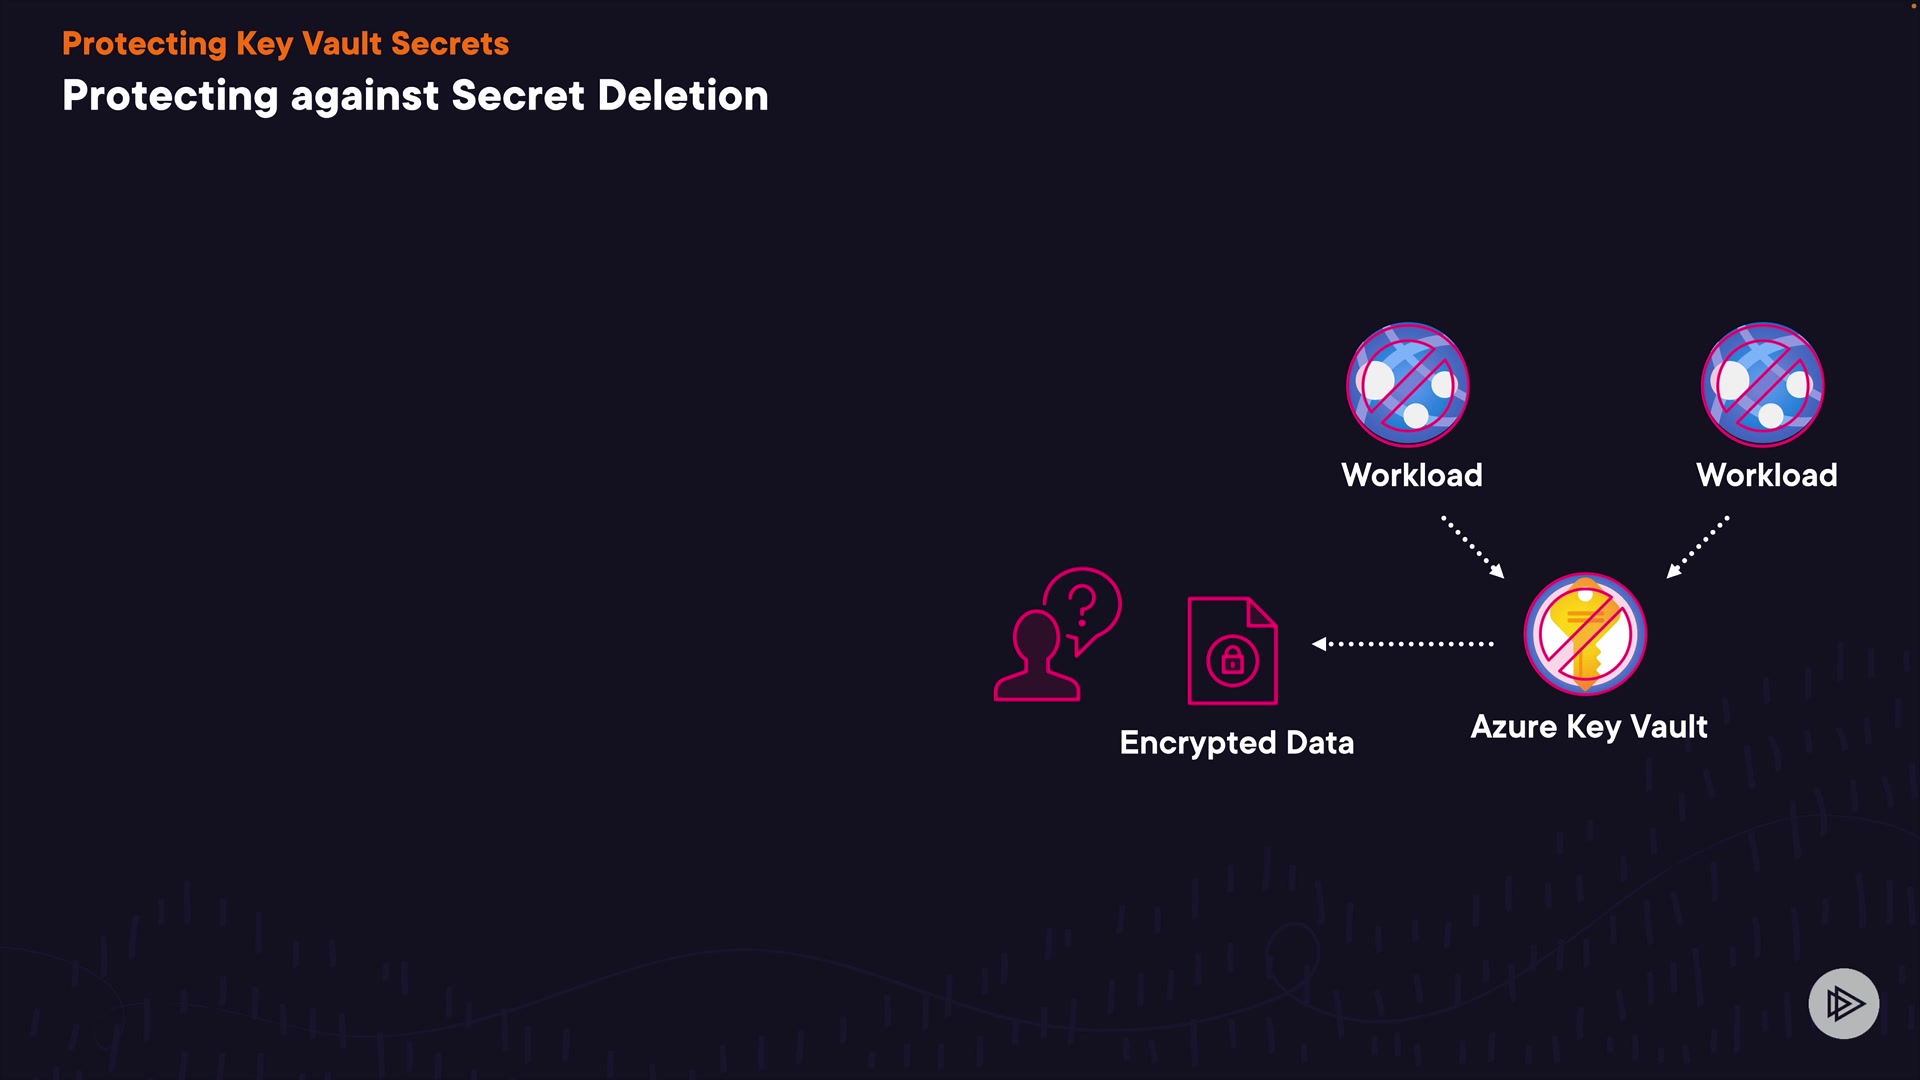 Protecting Key Vault Secrets
Protecting against Secret Deletion
Workload
Workload
?
Azure Key Vault
Encrypted Data